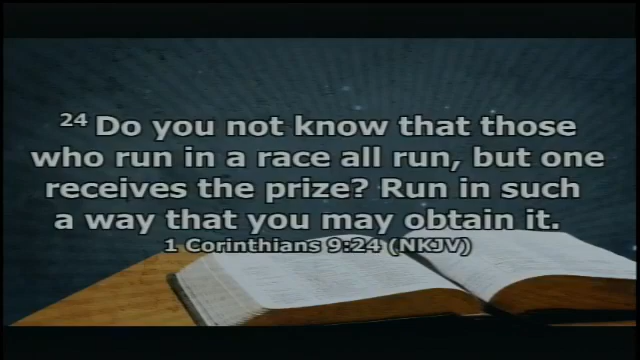 24 Do you not know that those
who run in a race all run, but one
receives the prize? Run in such
a way that you may obtain it.
1 Corinthians 9:24 (NKJV)